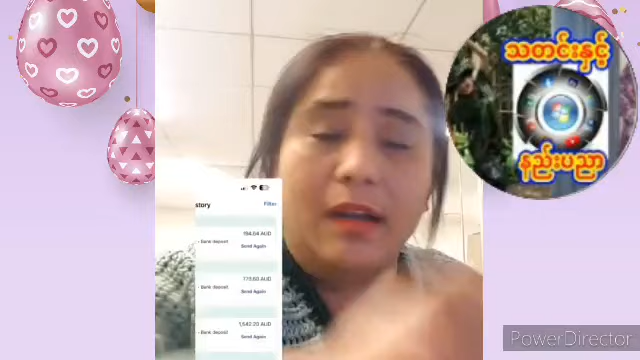 သတင်းနှင့်
နည်းပညာ
story
Filter
194.64 AUD
Bank deposit
Send Again
773.60 AUD
Bank deposit
Send Again
1,542.20 AUD
Bank deposit
Send Again
PowerDirector